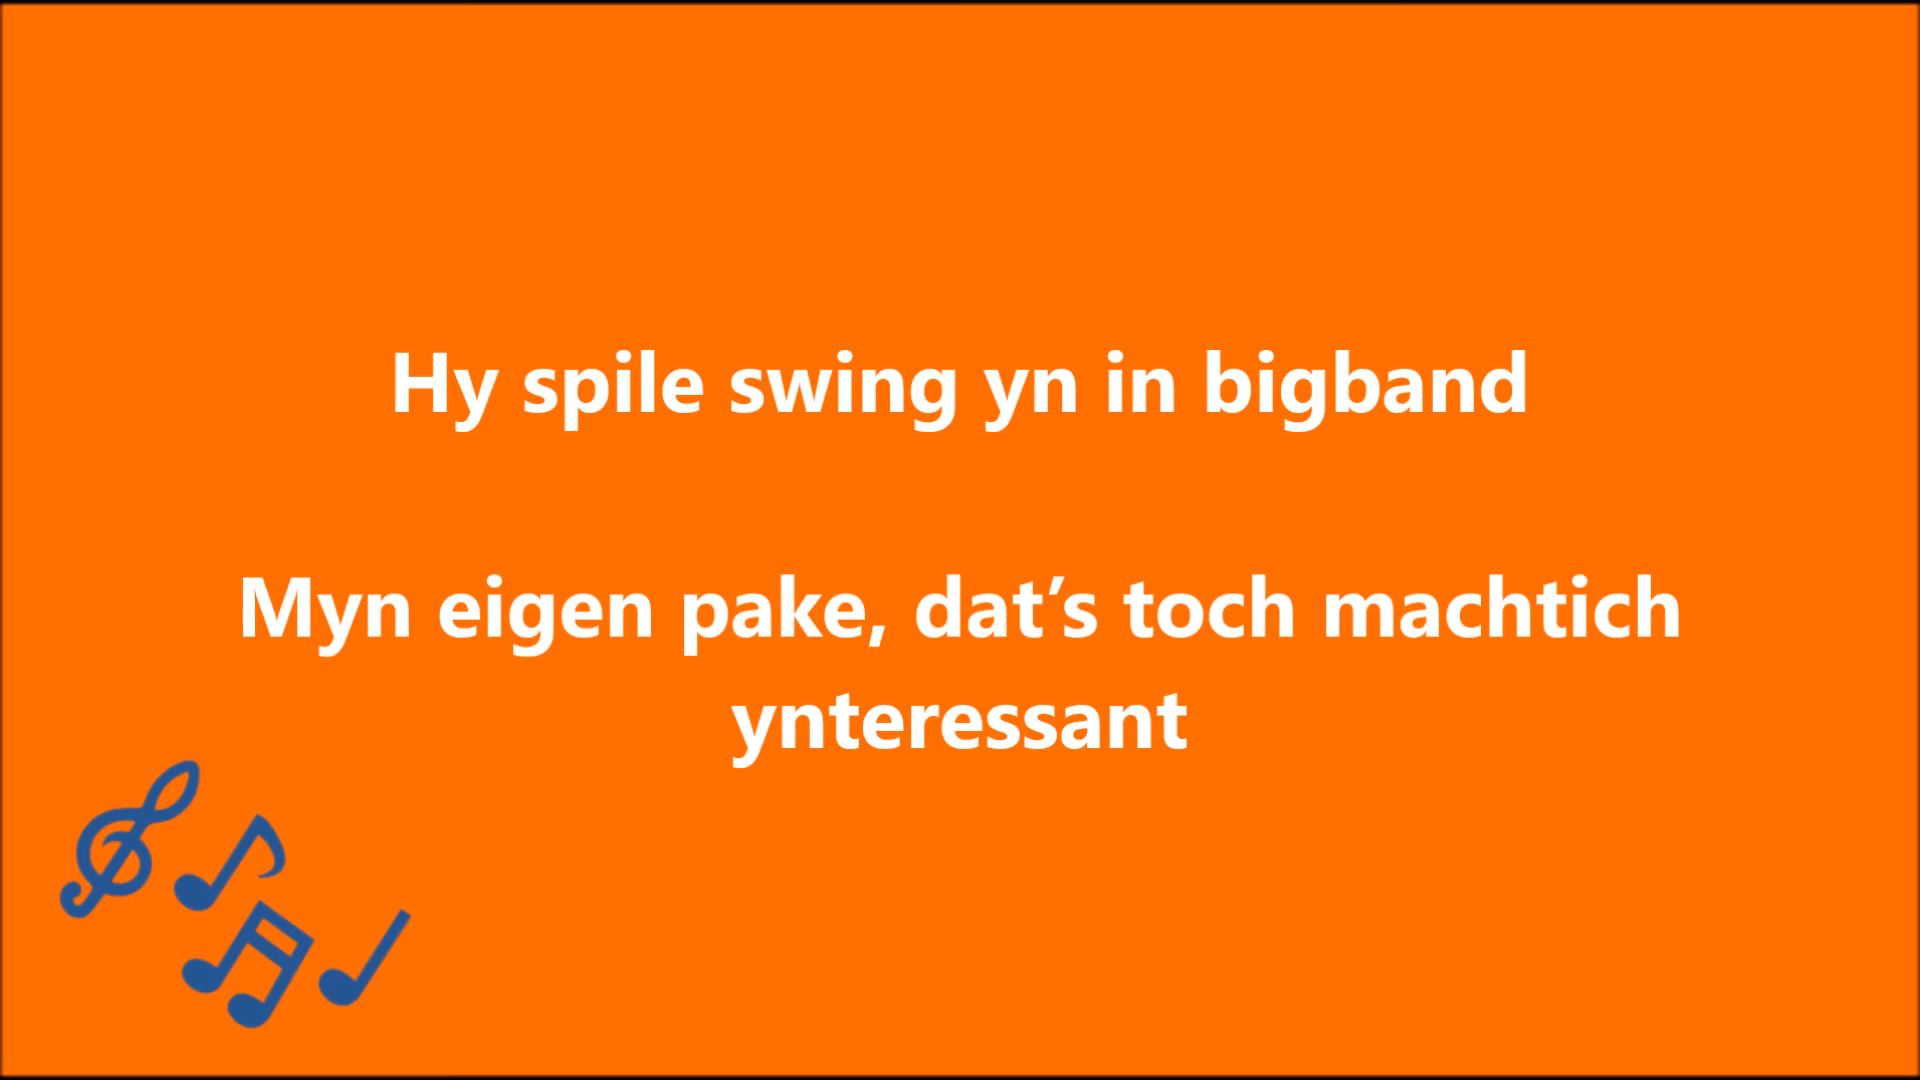 Hy spile swing yn in bigband
Myn eigen pake, dat’s toch machtich
ynteressant